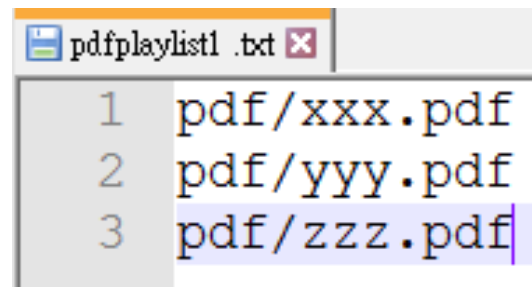 pdfplaylist1 .txt
1 pdf/xxx.pdf
2 pdf/yyy.pdf
3 pdf/zzz.pdf